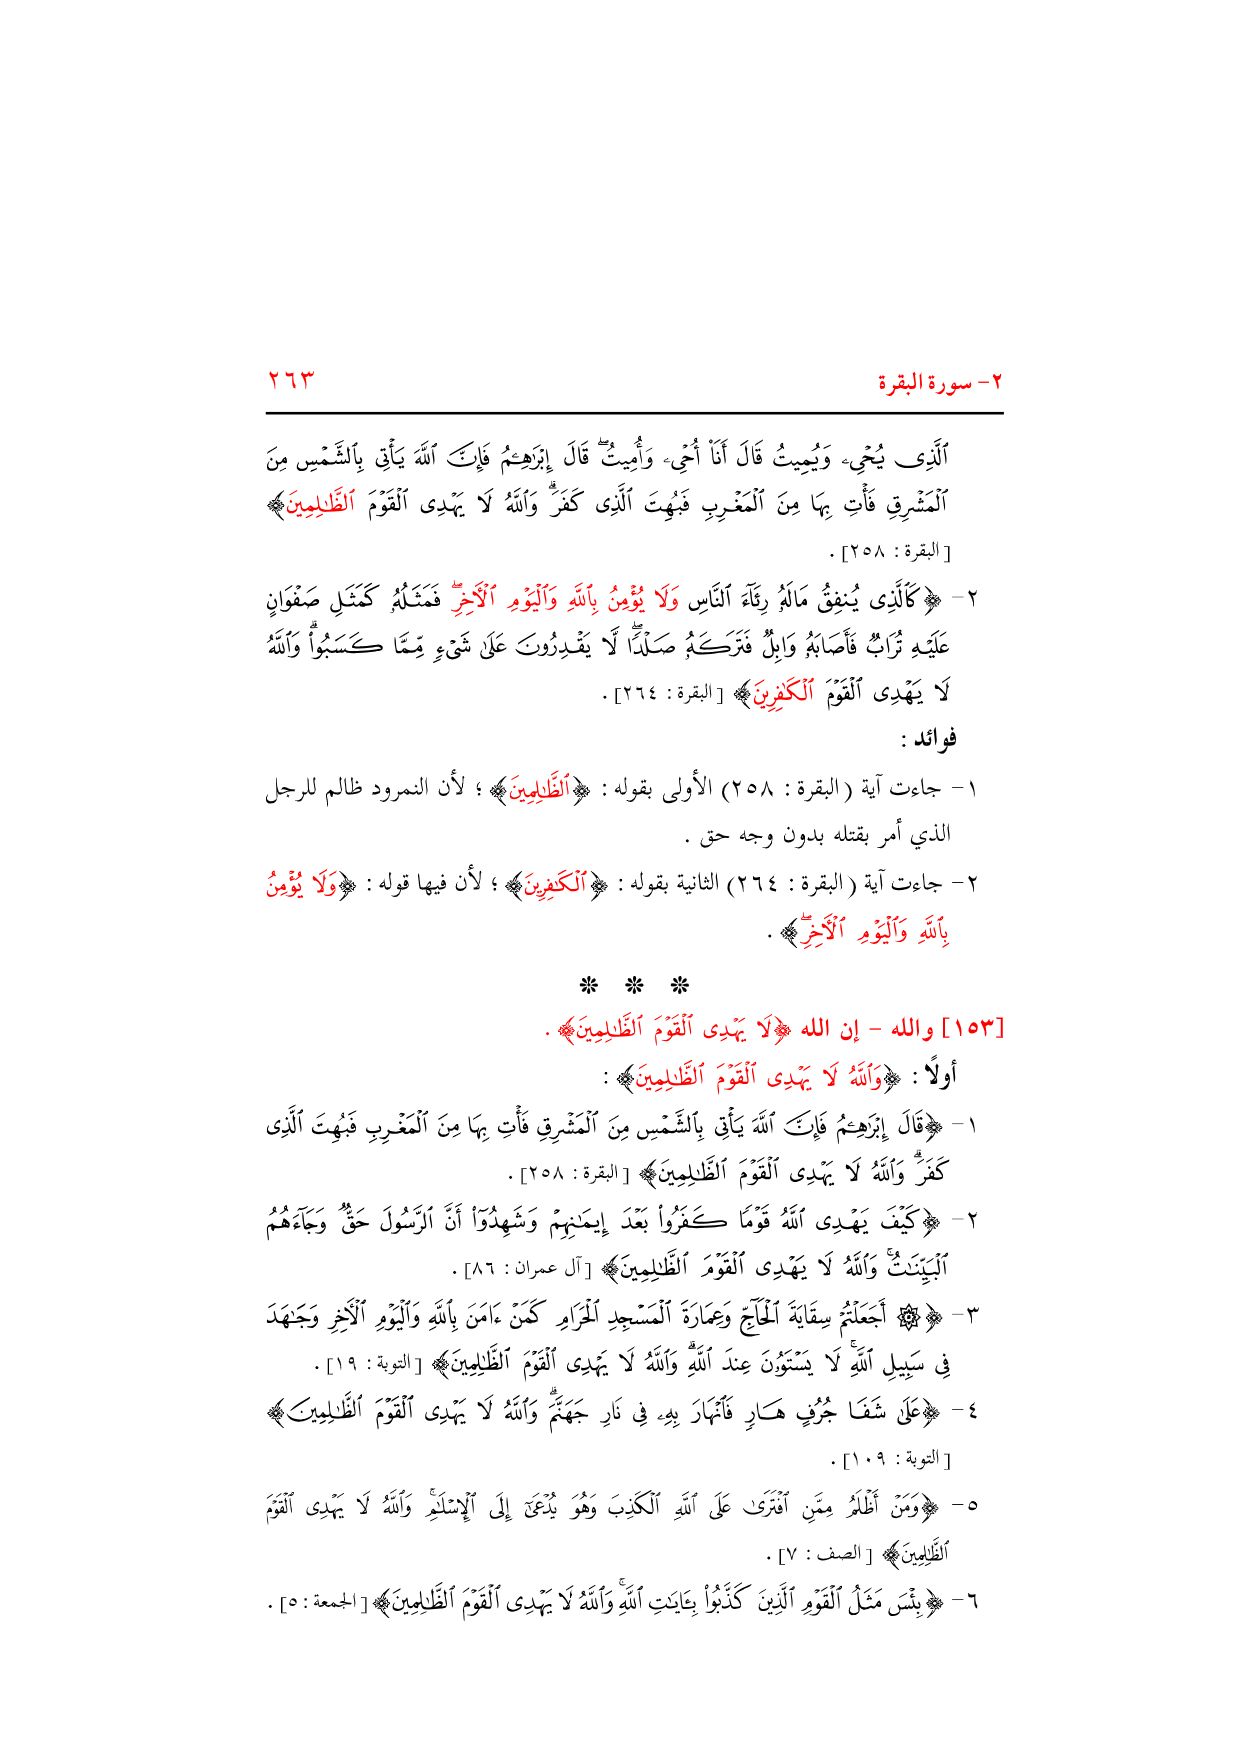 ٢- سورة البقرة ٢٦٣
ٱلَّذِى يُحْىِۦ وَيُمِيتُ قَالَ أَنَا۠ أُحْىِۦ وَأُمِيتُۖ قَالَ إِبْرَٰهِـۧمُ فَإِنَّ ٱللَّهَ يَأْتِى بِٱلشَّمْسِ مِنَ
ٱلْمَشْرِقِ فَأْتِ بِهَا مِنَ ٱلْمَغْرِبِ فَبُهِتَ ٱلَّذِى كَفَرَۗ وَٱللَّهُ لَا يَهْدِى ٱلْقَوْمَ ٱلظَّٰلِمِينَ﴾
[البقرة : ٢٥٨] .
٢- ﴿كَٱلَّذِى يُنفِقُ مَالَهُۥ رِئَآءَ ٱلنَّاسِ وَلَا يُؤْمِنُ بِٱللَّهِ وَٱلْيَوْمِ ٱلْأَخِرِۖ فَمَثَلُهُۥ كَمَثَلِ صَفْوَانٍ
عَلَيْهِ تُرَابٌ فَأَصَابَهُۥ وَابِلٌ فَتَرَكَهُۥ صَلْدًاۖ لَّا يَقْدِرُونَ عَلَىٰ شَىْءٍ مِّمَّا كَسَبُوا۟ۗ وَٱللَّهُ
لَا يَهْدِى ٱلْقَوْمَ ٱلْكَٰفِرِينَ﴾ [البقرة : ٢٦٤] .
فوائد :
١- جاءت آية (البقرة : ٢٥٨) الأولى بقوله : ﴿ٱلظَّٰلِمِينَ﴾ ؛ لأن النمرود ظالم للرجل
الذي أمر بقتله بدون وجه حق .
٢- جاءت آية (البقرة : ٢٦٤) الثانية بقوله : ﴿ٱلْكَٰفِرِينَ﴾ ؛ لأن فيها قوله : ﴿وَلَا يُؤْمِنُ
بِٱللَّهِ وَٱلْيَوْمِ ٱلْأَخِرِۖ﴾ .
❊ ❊ ❊
[١٥٣] والله - إن الله ﴿لَا يَهْدِى ٱلْقَوْمَ ٱلظَّٰلِمِينَ﴾ .
أولًا : ﴿وَٱللَّهُ لَا يَهْدِى ٱلْقَوْمَ ٱلظَّٰلِمِينَ﴾ :
١- ﴿قَالَ إِبْرَٰهِـۧمُ فَإِنَّ ٱللَّهَ يَأْتِى بِٱلشَّمْسِ مِنَ ٱلْمَشْرِقِ فَأْتِ بِهَا مِنَ ٱلْمَغْرِبِ فَبُهِتَ ٱلَّذِى
كَفَرَۗ وَٱللَّهُ لَا يَهْدِى ٱلْقَوْمَ ٱلظَّٰلِمِينَ﴾ [البقرة : ٢٥٨] .
٢- ﴿كَيْفَ يَهْدِى ٱللَّهُ قَوْمًا كَفَرُوا۟ بَعْدَ إِيمَٰنِهِمْ وَشَهِدُوٓا۟ أَنَّ ٱلرَّسُولَ حَقٌّ وَجَآءَهُمُ
ٱلْبَيِّنَٰتُۚ وَٱللَّهُ لَا يَهْدِى ٱلْقَوْمَ ٱلظَّٰلِمِينَ﴾ [آل عمران : ٨٦] .
٣- ﴿۞ أَجَعَلْتُمْ سِقَايَةَ ٱلْحَآجِّ وَعِمَارَةَ ٱلْمَسْجِدِ ٱلْحَرَامِ كَمَنْ ءَامَنَ بِٱللَّهِ وَٱلْيَوْمِ ٱلْأَخِرِ وَجَٰهَدَ
فِى سَبِيلِ ٱللَّهِۚ لَا يَسْتَوُۥنَ عِندَ ٱللَّهِۗ وَٱللَّهُ لَا يَهْدِى ٱلْقَوْمَ ٱلظَّٰلِمِينَ﴾ [التوبة : ١٩] .
٤- ﴿عَلَىٰ شَفَا جُرُفٍ هَارٍ فَٱنْهَارَ بِهِۦ فِى نَارِ جَهَنَّمَۗ وَٱللَّهُ لَا يَهْدِى ٱلْقَوْمَ ٱلظَّٰلِمِينَ﴾
[التوبة : ١٠٩] .
٥- ﴿وَمَنْ أَظْلَمُ مِمَّنِ ٱفْتَرَىٰ عَلَى ٱللَّهِ ٱلْكَذِبَ وَهُوَ يُدْعَىٰٓ إِلَى ٱلْإِسْلَٰمِۚ وَٱللَّهُ لَا يَهْدِى ٱلْقَوْمَ
ٱلظَّٰلِمِينَ﴾ [الصف : ٧] .
٦- ﴿بِئْسَ مَثَلُ ٱلْقَوْمِ ٱلَّذِينَ كَذَّبُوا۟ بِـَٔايَٰتِ ٱللَّهِۚ وَٱللَّهُ لَا يَهْدِى ٱلْقَوْمَ ٱلظَّٰلِمِينَ﴾ [الجمعة : ٥] .